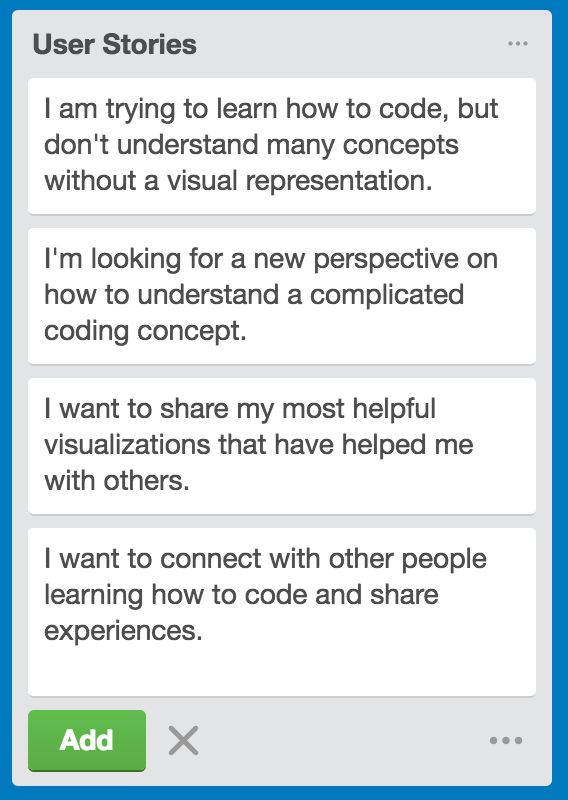 User Stories
I am trying to learn how to code, but
don't understand many concepts
without a visual representation.
I'm looking for a new perspective on
how to understand a complicated
coding concept.
I want to share my most helpful
visualizations that have helped me
with others.
I want to connect with other people
learning how to code and share
experiences.
Add